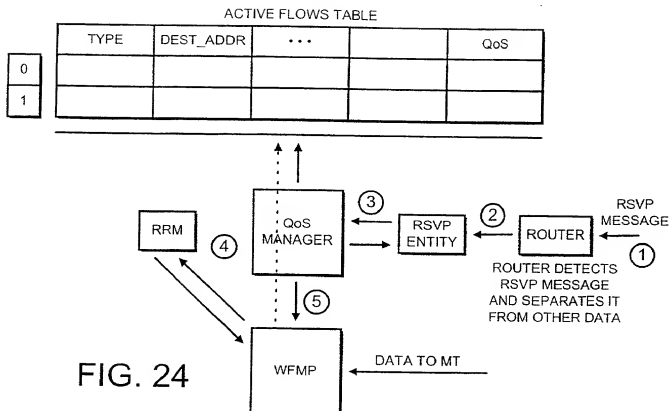 ACTIVE FLOWS TABLE
TYPE
DEST_ADDR
...
QoS
0
1
RRM
4
QoS
MANAGER
3
RSVP
ENTITY
2
ROUTER
RSVP
MESSAGE
1
ROUTER DETECTS
RSVP MESSAGE
AND SEPARATES IT
FROM OTHER DATA
5
WFMP
DATA TO MT
FIG. 24